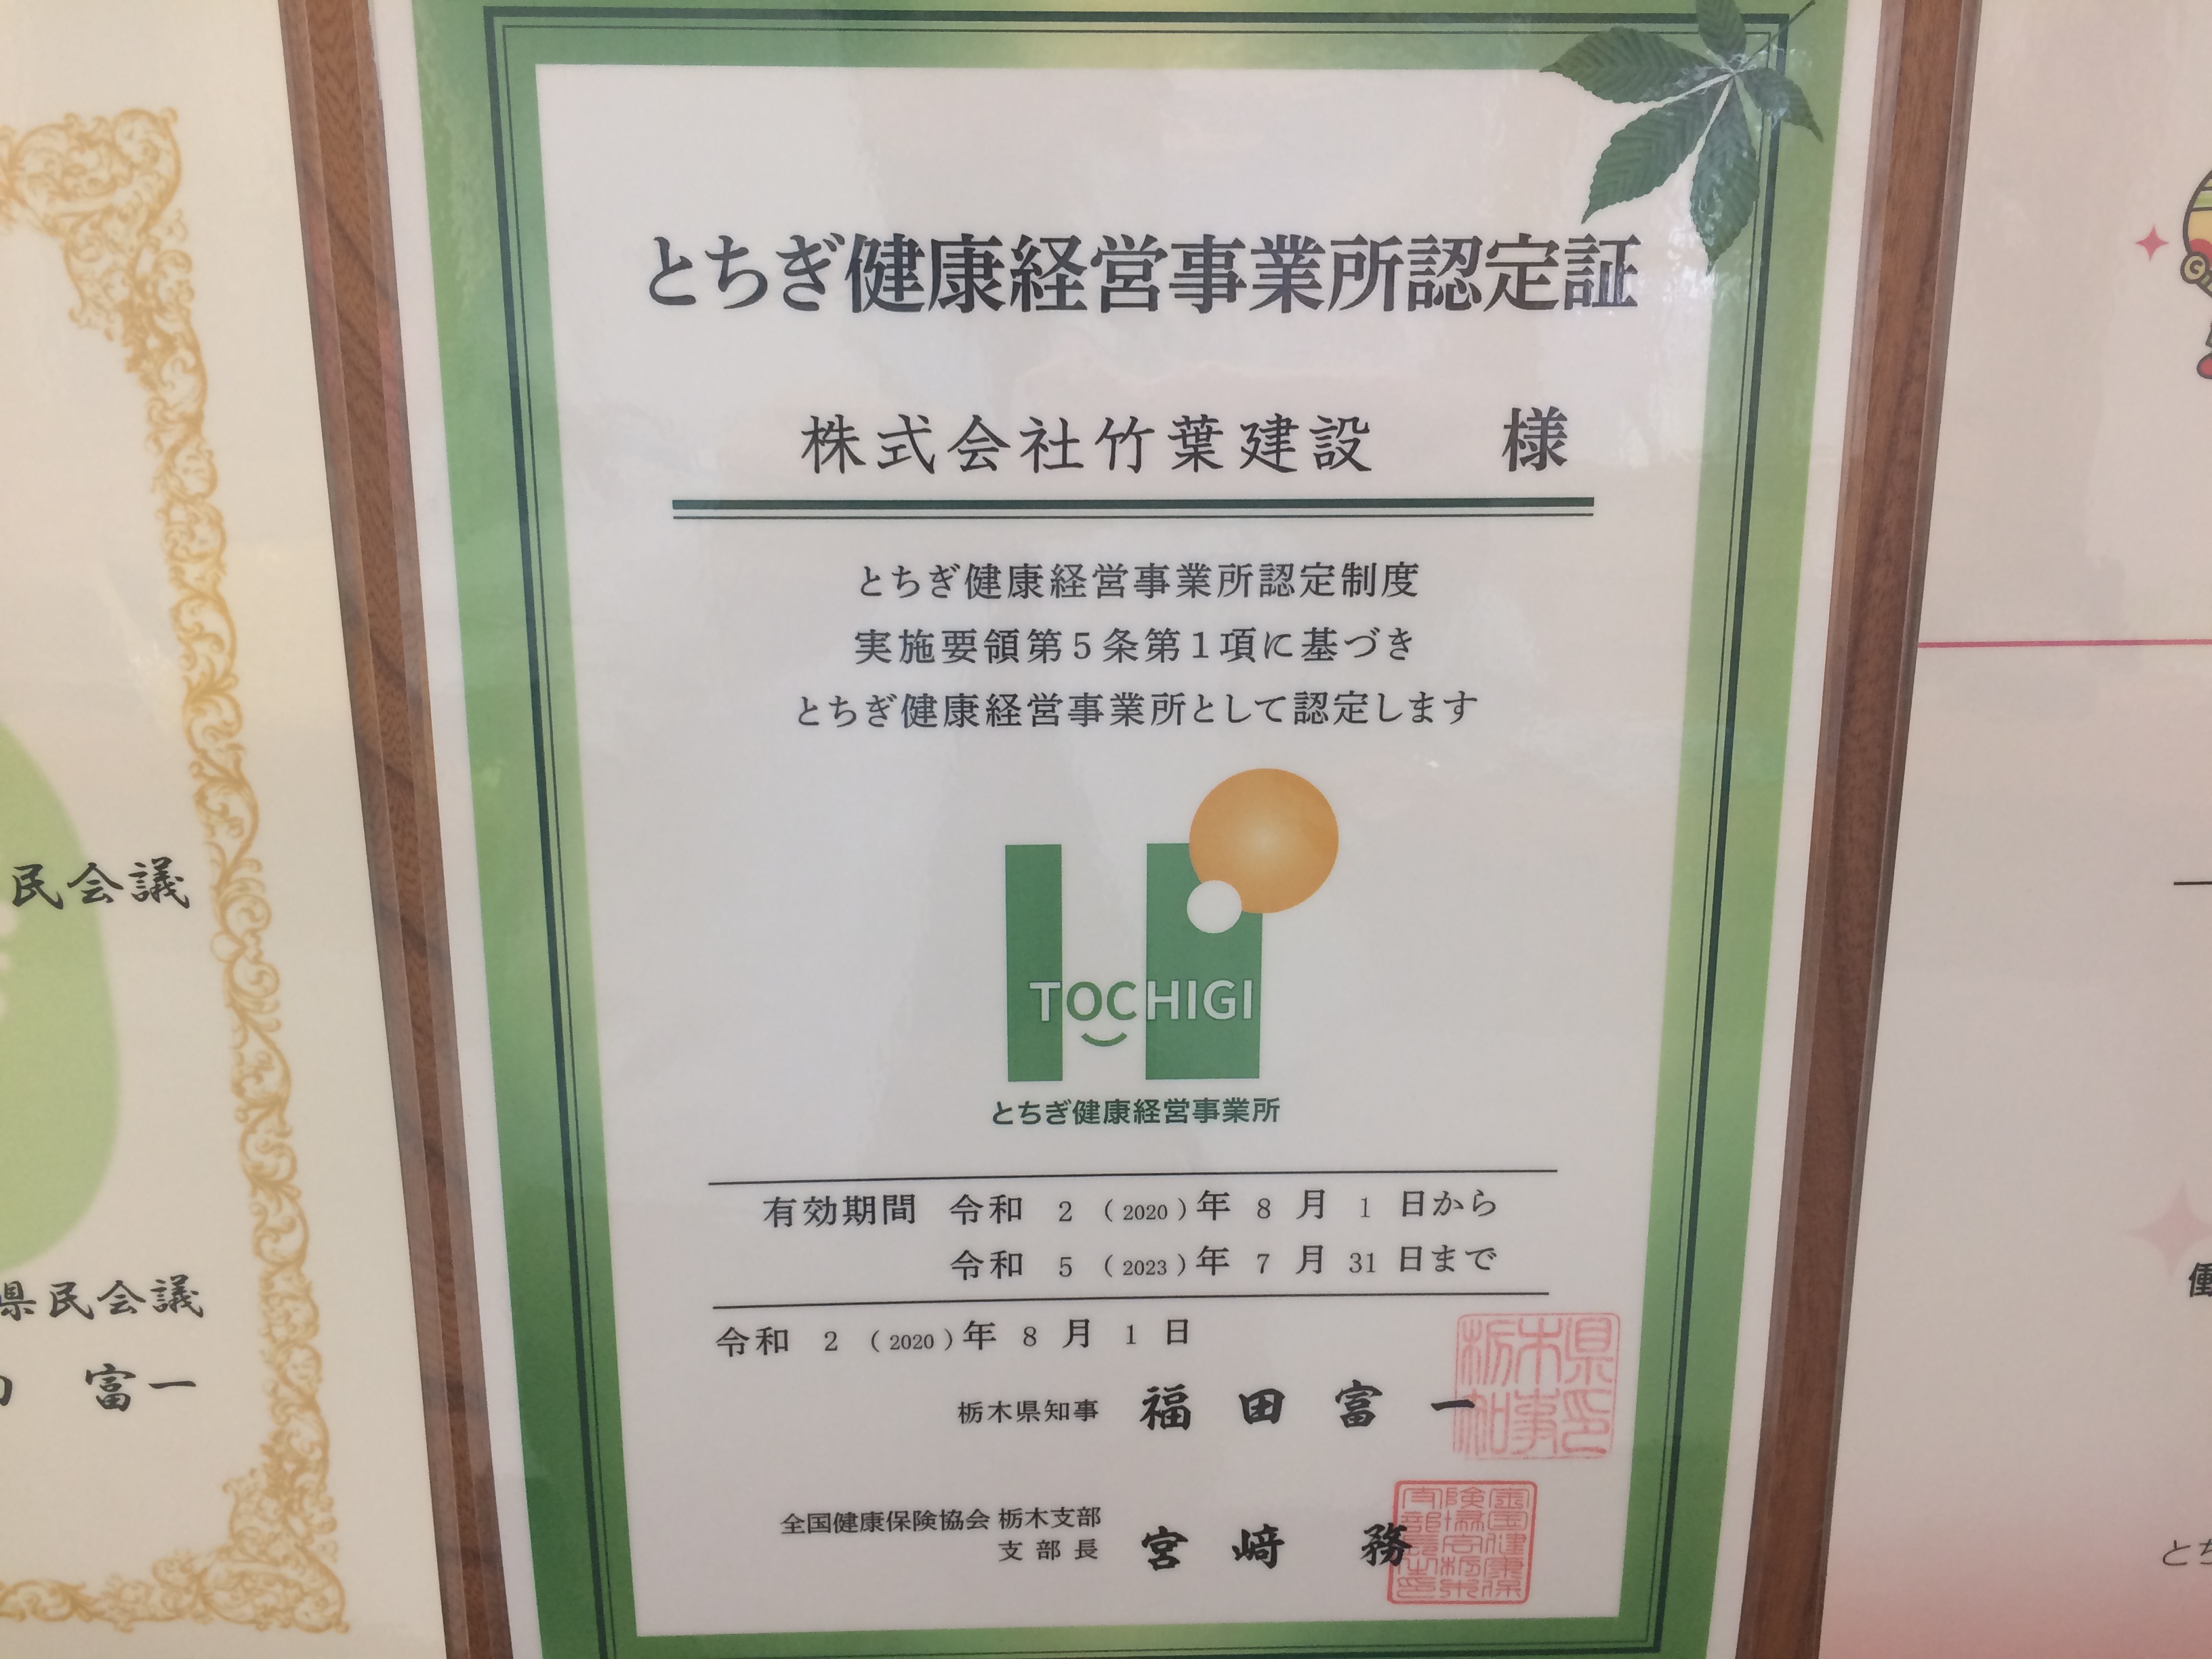 とちぎ健康経営事業所認定証
株式会社竹葉建設 様
とちぎ健康経営事業所認定制度
実施要領第5条第1項に基づき
とちぎ健康経営事業所として認定します
TOCHIGI
とちぎ健康経営事業所
有効期間 令和 2 (2020)年 8 月 1 日から
令和 5 (2023)年 7 月 31 日まで
令和 2 (2020)年 8 月 1 日
栃木県知事 福田富一
栃木県知事印
全国健康保険協会 栃木支部
支部長 宮﨑 務
民会議
県民会議
富一